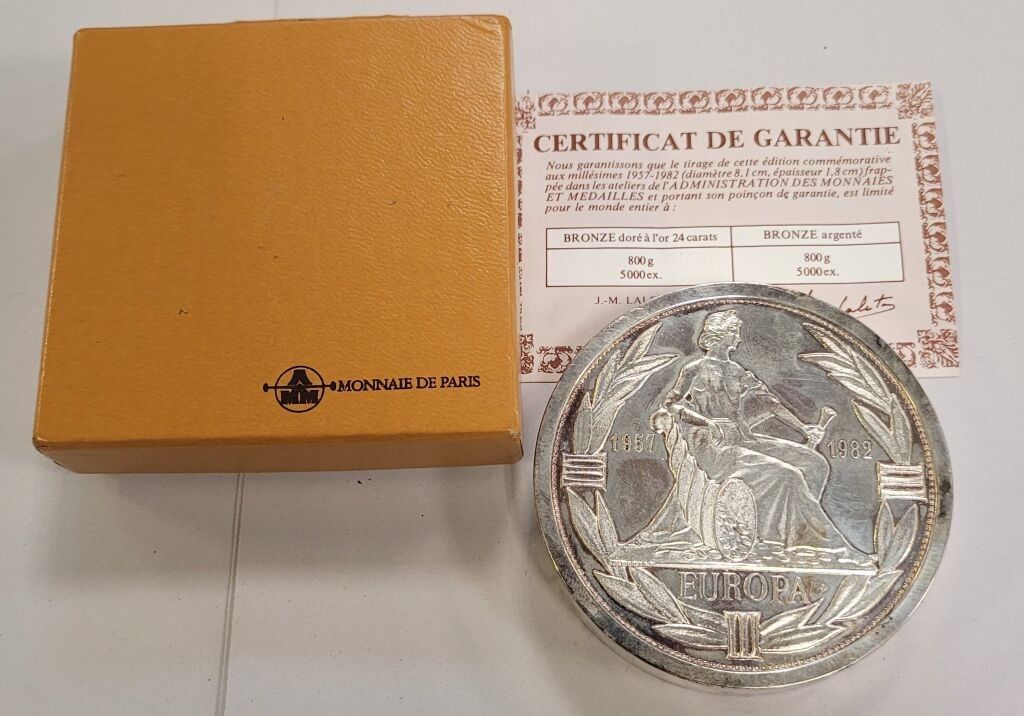 AMM MONNAIE DE PARIS
CERTIFICAT DE GARANTIE
Nous garantissons que le tirage de cette édition commémorative
aux millésimes 1957-1982 (diamètre 8,1 cm, épaisseur 1,8 cm) frap-
pée dans les ateliers de l'ADMINISTRATION DES MONNAIES
ET MEDAILLES et portant son poinçon de garantie, est limité
pour le monde entier à :
BRONZE doré à l'or 24 carats BRONZE argenté
800 g 800 g
5000 ex. 5000 ex.
J.-M. LAL
1957 1982
EUROPA